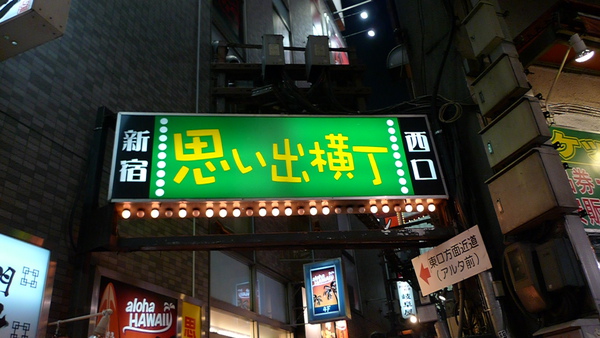 新宿
思い出横丁
西口
東口方面近道
(アルタ前)
aloha
HAWAII